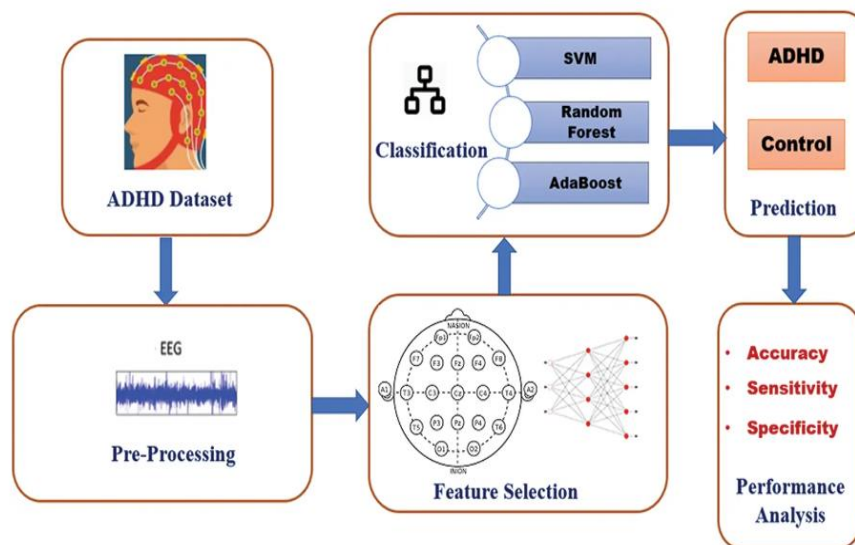 ADHD Dataset
EEG
Pre-Processing
NASION
Fp1 Fp2
F7 F3 Fz F4 F8
A1 T3 C3 Cz C4 T4 A2
T5 P3 Pz P4 T6
O1 O2
INION
Feature Selection
Classification
SVM
Random
Forest
AdaBoost
ADHD
Control
Prediction
• Accuracy
• Sensitivity
• Specificity
Performance
Analysis